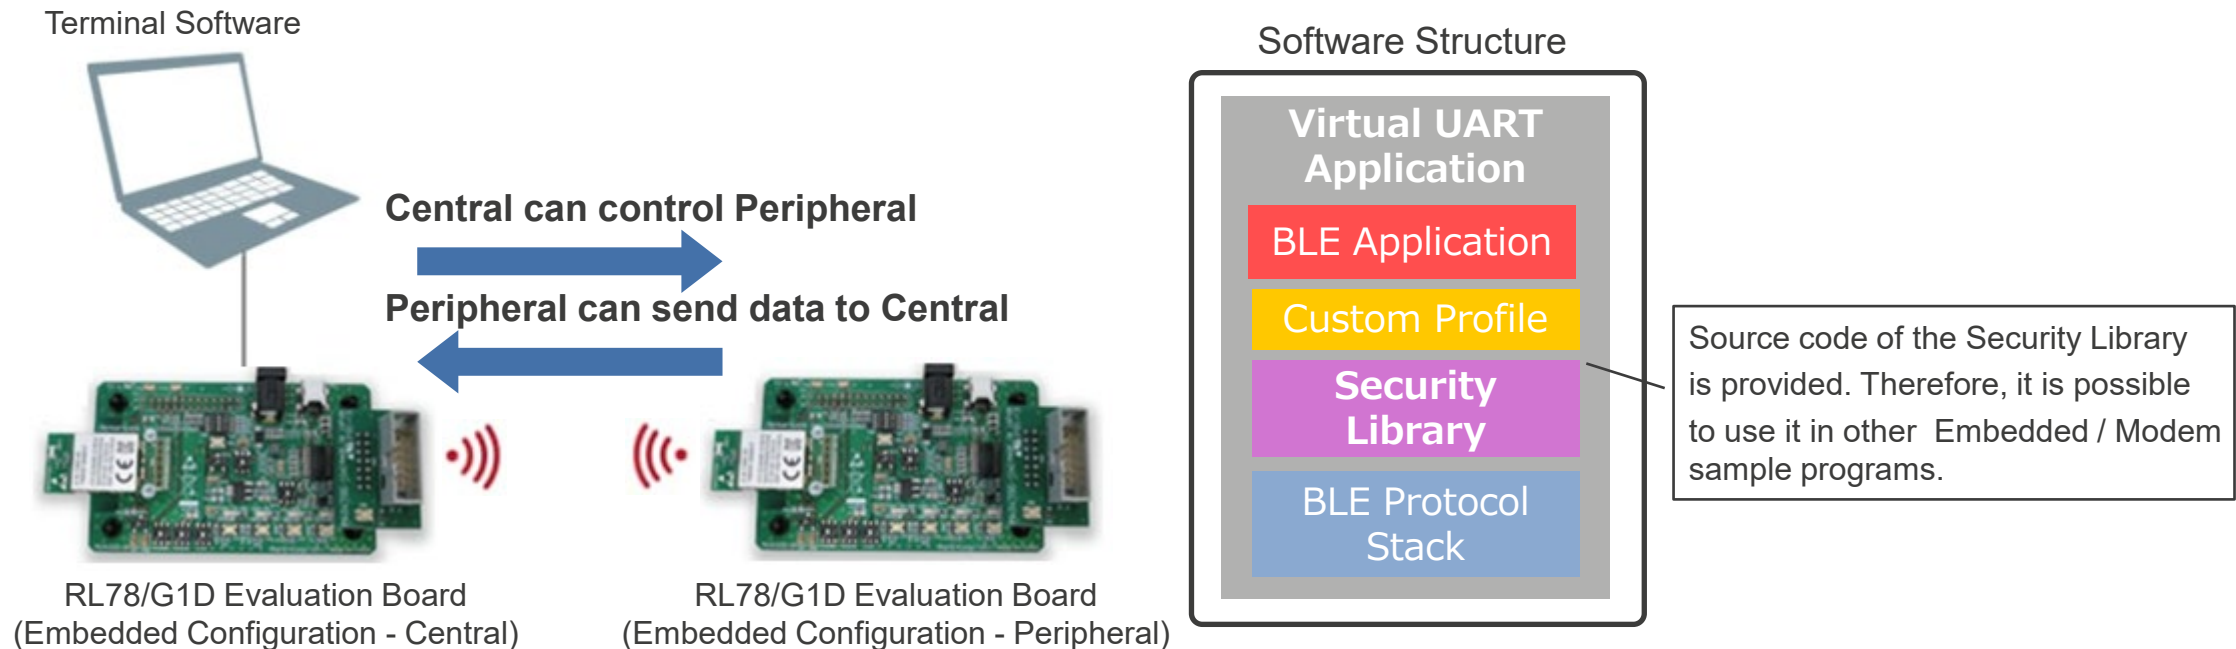 Terminal Software
Central can control Peripheral
Peripheral can send data to Central
RL78/G1D Evaluation Board
(Embedded Configuration - Central)
RL78/G1D Evaluation Board
(Embedded Configuration - Peripheral)
Software Structure
Virtual UART
Application
BLE Application
Custom Profile
Security
Library
BLE Protocol
Stack
Source code of the Security Library
is provided. Therefore, it is possible
to use it in other  Embedded / Modem
sample programs.